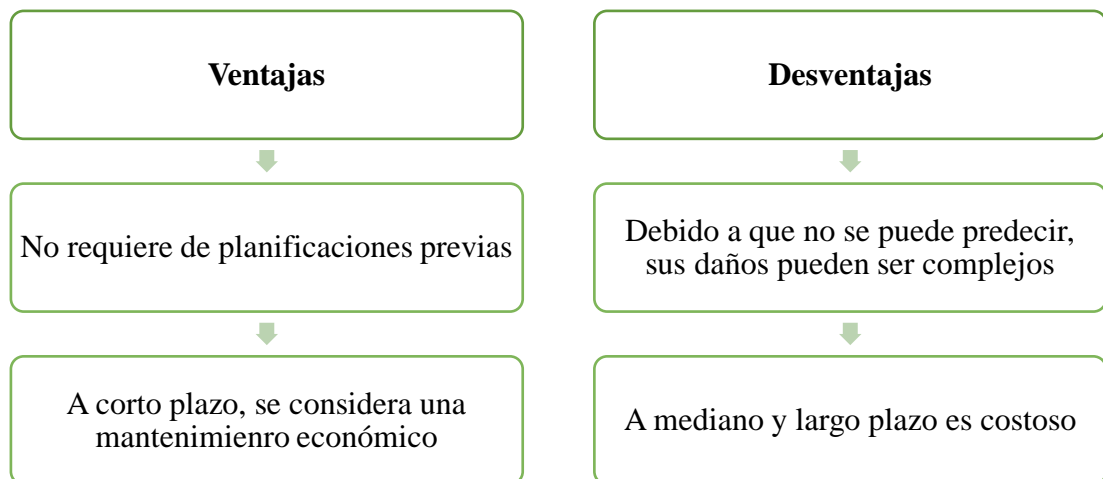 Ventajas
No requiere de planificaciones previas
A corto plazo, se considera una
mantenimienro económico
Desventajas
Debido a que no se puede predecir,
sus daños pueden ser complejos
A mediano y largo plazo es costoso